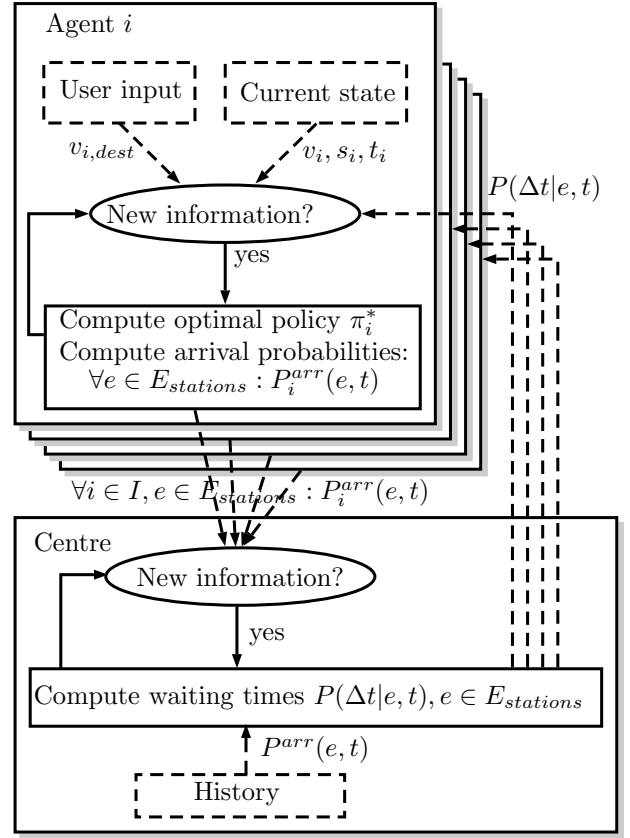 Agent i
User input
Current state
v_{i,dest}
v_i, s_i, t_i
P(Δt|e, t)
New information?
yes
Compute optimal policy π_i^*
Compute arrival probabilities:
∀e ∈ E_{stations} : P_i^{arr}(e, t)
∀i ∈ I, e ∈ E_{stations} : P_i^{arr}(e, t)
Centre
New information?
yes
Compute waiting times P(Δt|e, t), e ∈ E_{stations}
P^{arr}(e, t)
History